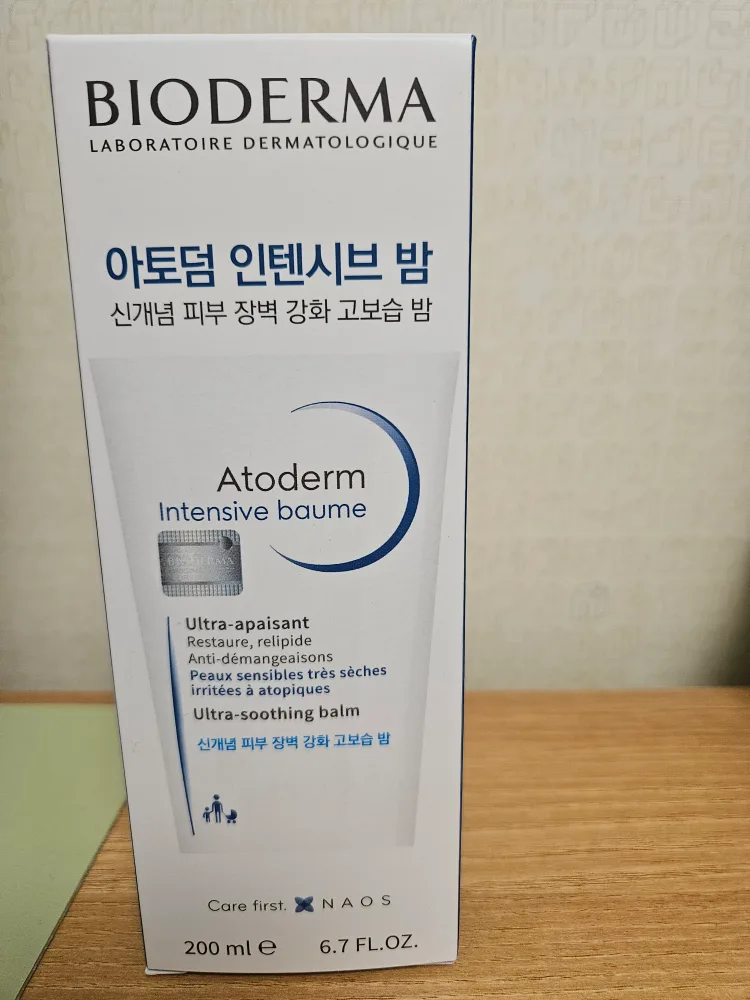 BIODERMA
LABORATOIRE DERMATOLOGIQUE
아토덤 인텐시브 밤
신개념 피부 장벽 강화 고보습 밤
Atoderm
Intensive baume
BIODERMA
Ultra-apaisant
Restaure, relipide
Anti-démangeaisons
Peaux sensibles très sèches
irritées à atopiques
Ultra-soothing balm
신개념 피부 장벽 강화 고보습 밤
Care first. NAOS
200 ml ℮ 6.7 FL.OZ.